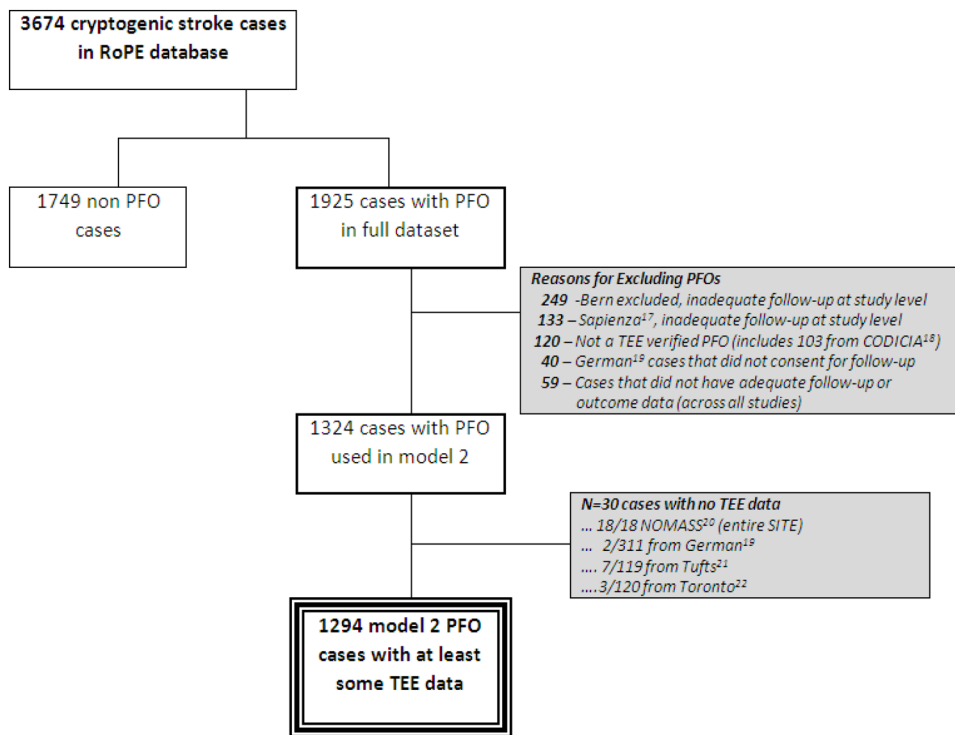 3674 cryptogenic stroke cases
in RoPE database
1749 non PFO
cases
1925 cases with PFO
in full dataset
Reasons for Excluding PFOs
249 -Bern excluded, inadequate follow-up at study level
133 – Sapienza¹⁷, inadequate follow-up at study level
120 – Not a TEE verified PFO (includes 103 from CODICIA¹⁸)
40 – German¹⁹ cases that did not consent for follow-up
59 – Cases that did not have adequate follow-up or
outcome data (across all studies)
1324 cases with PFO
used in model 2
N=30 cases with no TEE data
... 18/18 NOMASS²⁰ (entire SITE)
... 2/311 from German¹⁹
.... 7/119 from Tufts²¹
.... 3/120 from Toronto²²
1294 model 2 PFO
cases with at least
some TEE data